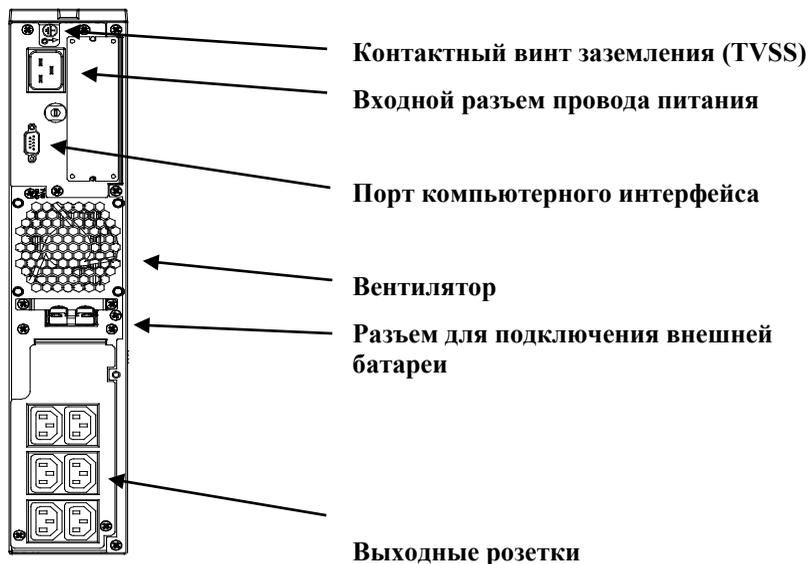 Контактный винт заземления (TVSS)
Входной разъем провода питания
Порт компьютерного интерфейса
Вентилятор
Разъем для подключения внешней
батареи
Выходные розетки